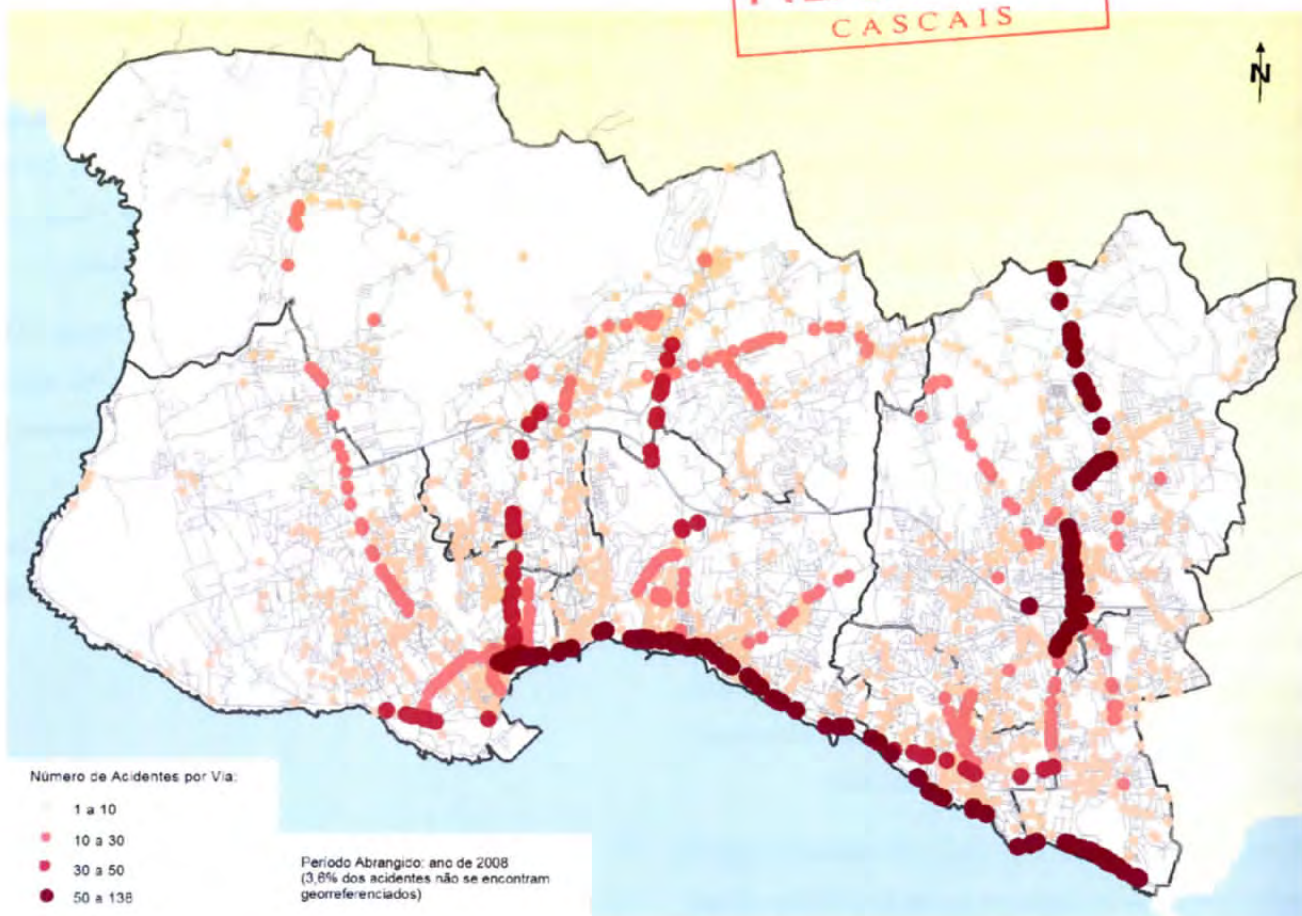 CASCAIS
N
Número de Acidentes por Via:
1 a 10
10 a 30
30 a 50
50 a 138
Período Abrangido: ano de 2008
(3,6% dos acidentes não se encontram
georreferenciados)